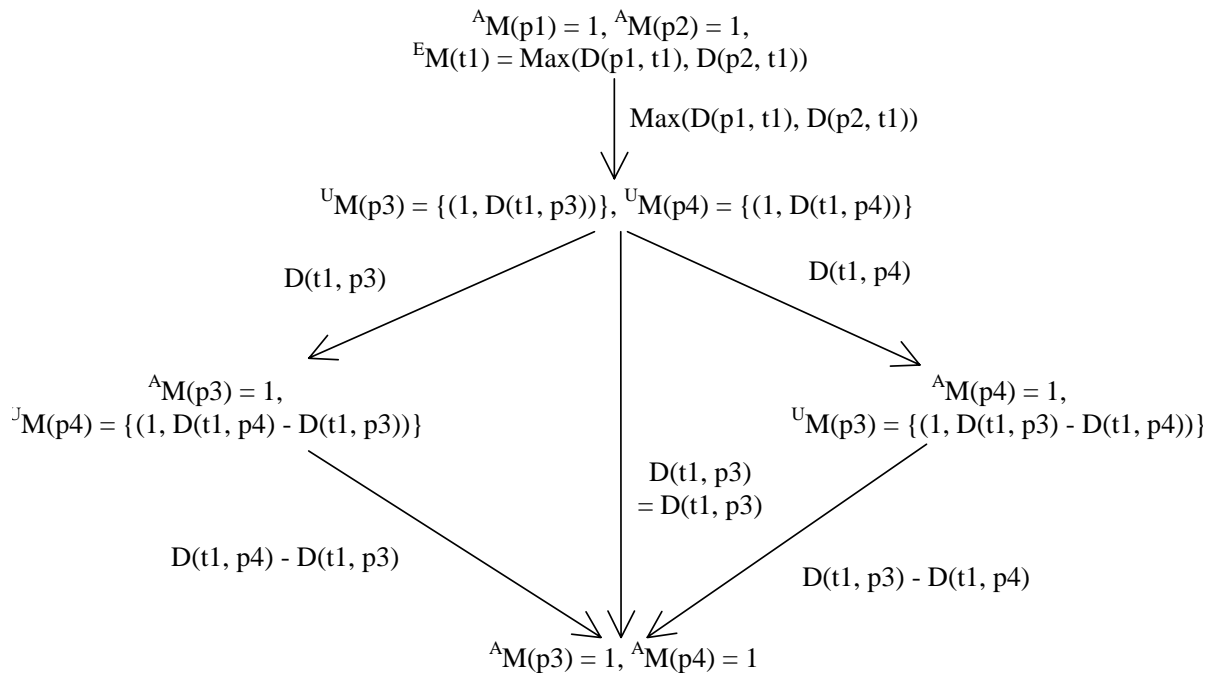 ᴬM(p1) = 1, ᴬM(p2) = 1,
ᴱM(t1) = Max(D(p1, t1), D(p2, t1))
Max(D(p1, t1), D(p2, t1))
ᵁM(p3) = {(1, D(t1, p3))}, ᵁM(p4) = {(1, D(t1, p4))}
D(t1, p3)
D(t1, p4)
ᴬM(p3) = 1,
ᵁM(p4) = {(1, D(t1, p4) - D(t1, p3))}
ᴬM(p4) = 1,
ᵁM(p3) = {(1, D(t1, p3) - D(t1, p4))}
D(t1, p3)
= D(t1, p3)
D(t1, p4) - D(t1, p3)
D(t1, p3) - D(t1, p4)
ᴬM(p3) = 1, ᴬM(p4) = 1